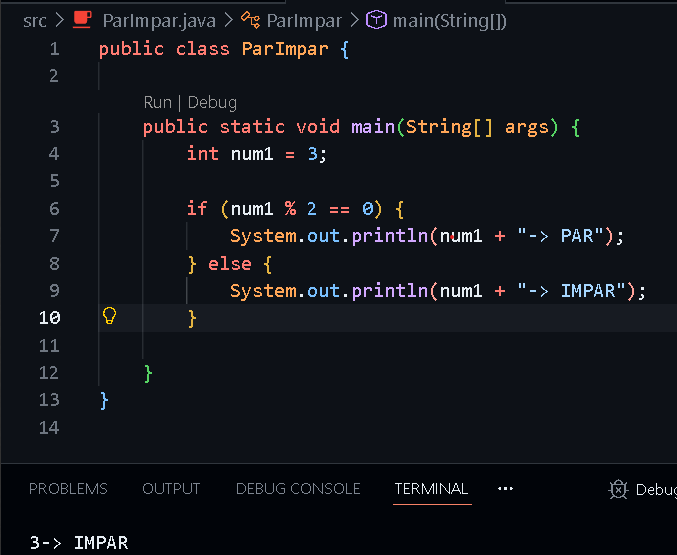 src > ParImpar.java > ParImpar > main(String[])
1 public class ParImpar {
2
Run | Debug
3 public static void main(String[] args) {
4 int num1 = 3;
5
6 if (num1 % 2 == 0) {
7 System.out.println(num1 + "-> PAR");
8 } else {
9 System.out.println(num1 + "-> IMPAR");
10 }
11
12 }
13 }
14
PROBLEMS OUTPUT DEBUG CONSOLE TERMINAL ··· Debug
3-> IMPAR